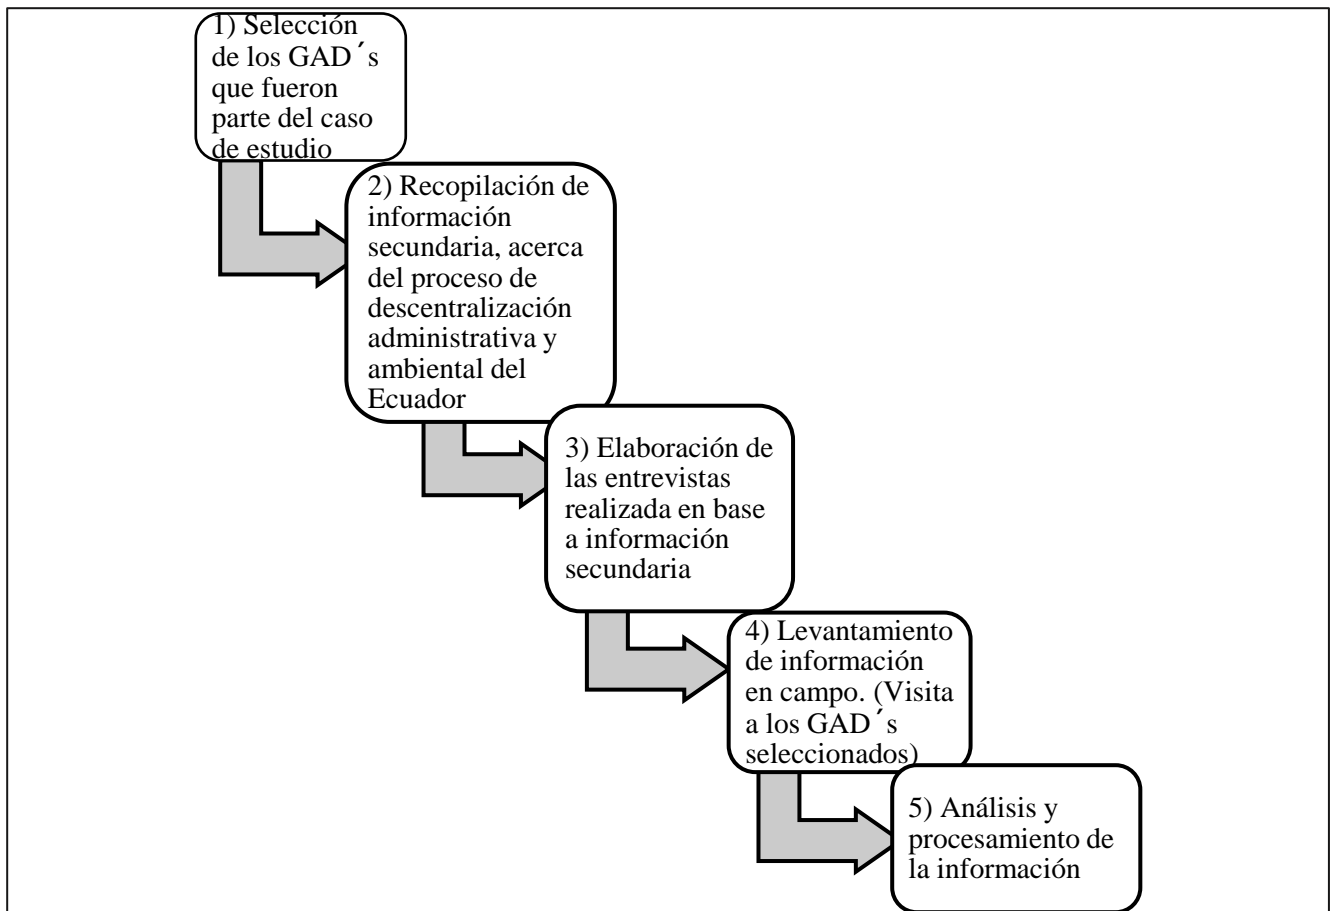 1) Selección
de los GAD´s
que fueron
parte del caso
de estudio
2) Recopilación de
información
secundaria, acerca
del proceso de
descentralización
administrativa y
ambiental del
Ecuador
3) Elaboración de
las entrevistas
realizada en base
a información
secundaria
4) Levantamiento
de información
en campo. (Visita
a los GAD´s
seleccionados)
5) Análisis y
procesamiento de
la información